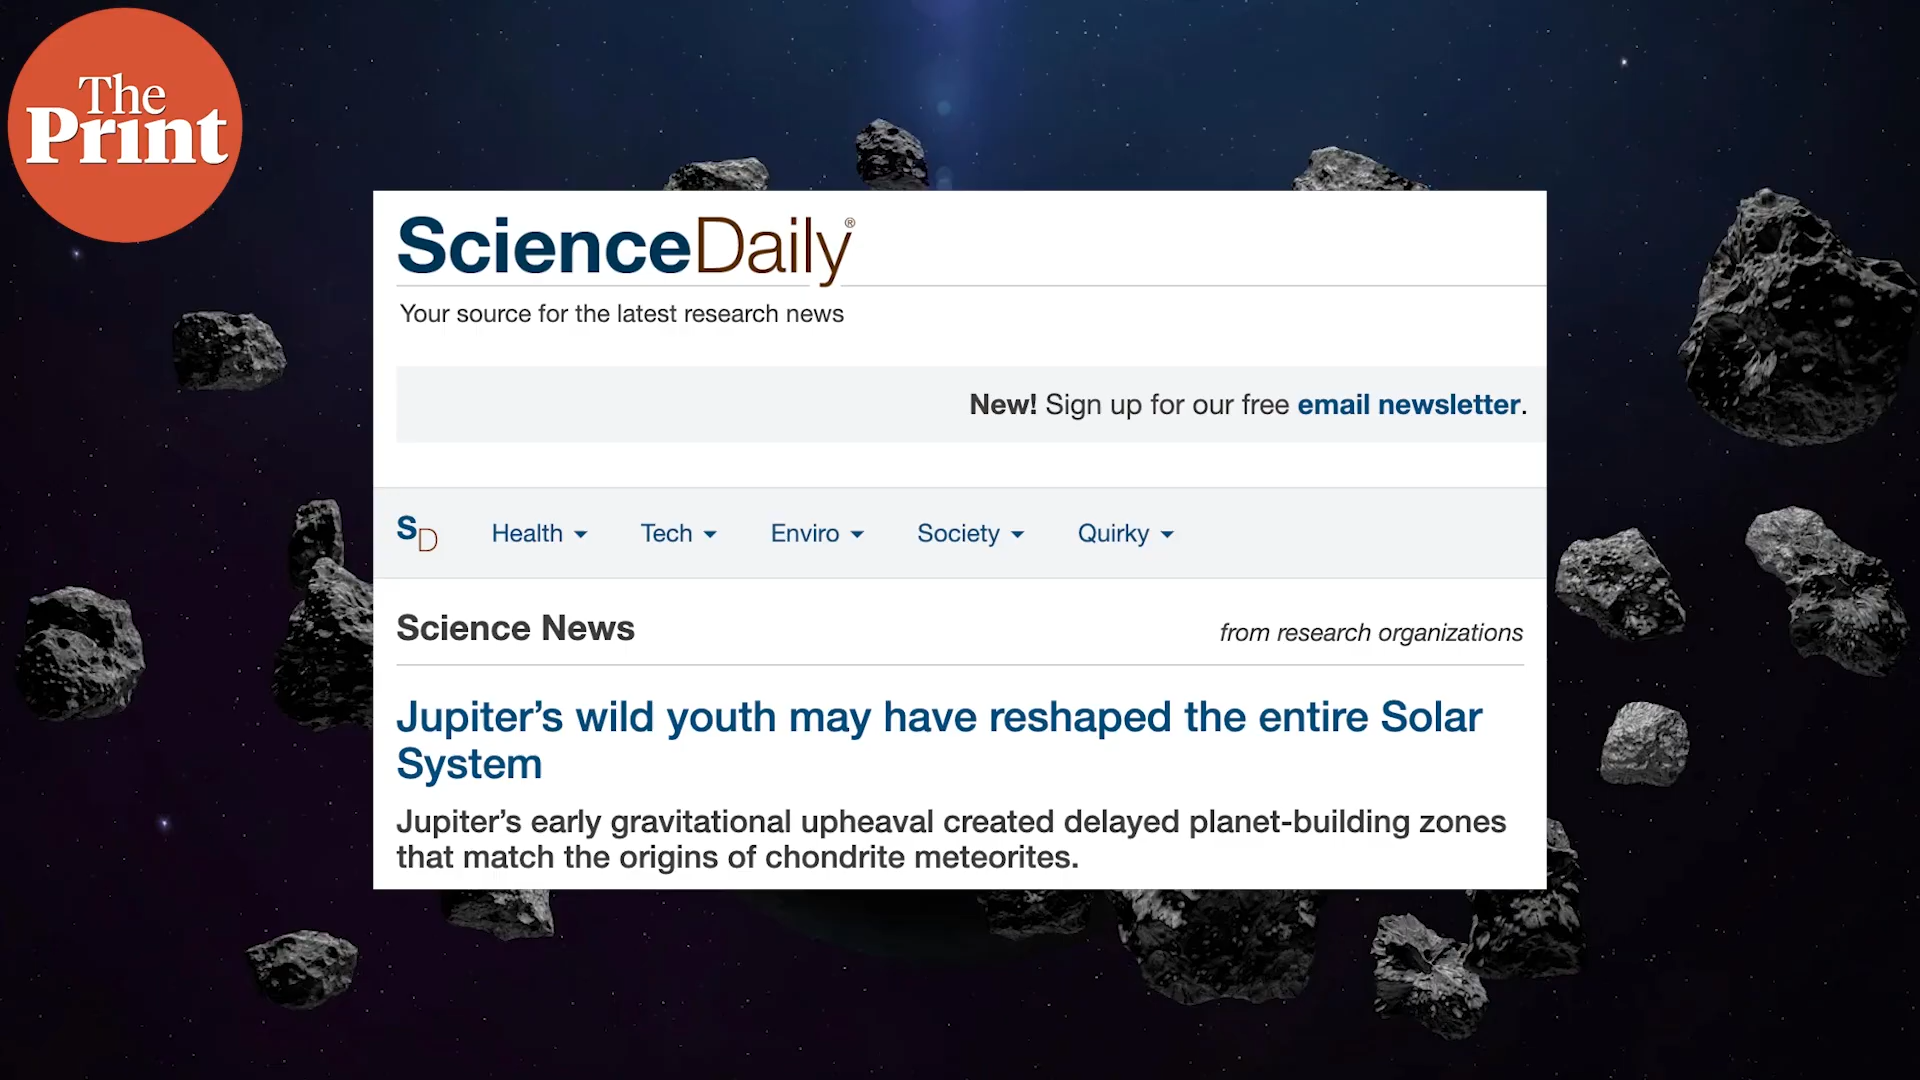 The
Print
ScienceDaily®
Your source for the latest research news
New! Sign up for our free email newsletter.
SD Health Tech Enviro Society Quirky
Science News from research organizations
Jupiter’s wild youth may have reshaped the entire Solar
System
Jupiter’s early gravitational upheaval created delayed planet-building zones
that match the origins of chondrite meteorites.